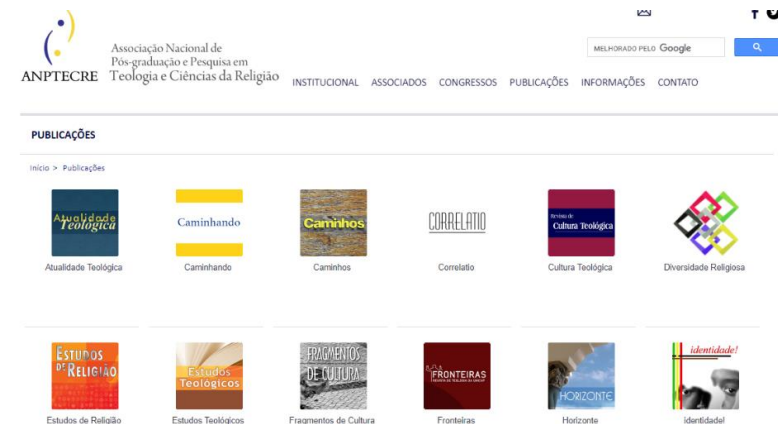 ANPTECRE
Associação Nacional de
Pós-graduação e Pesquisa em
Teologia e Ciências da Religião
MELHORADO PELO Google
INSTITUCIONAL ASSOCIADOS CONGRESSOS PUBLICAÇÕES INFORMAÇÕES CONTATO
PUBLICAÇÕES
Início > Publicações
Atualidade
Teológica
Caminhando
Caminhos
CORRELATIO
Revista de
Cultura Teológica
Atualidade Teológica Caminhando Caminhos Correlatio Cultura Teológica Diversidade Religiosa
ESTUDOS
DE RELIGIÃO
Estudos
Teológicos
FRAGMENTOS
DE CULTURA
FRONTEIRAS
HORIZONTE
identidade!
Estudos de Religião Estudos Teológicos Fragmentos de Cultura Fronteiras Horizonte identidade!